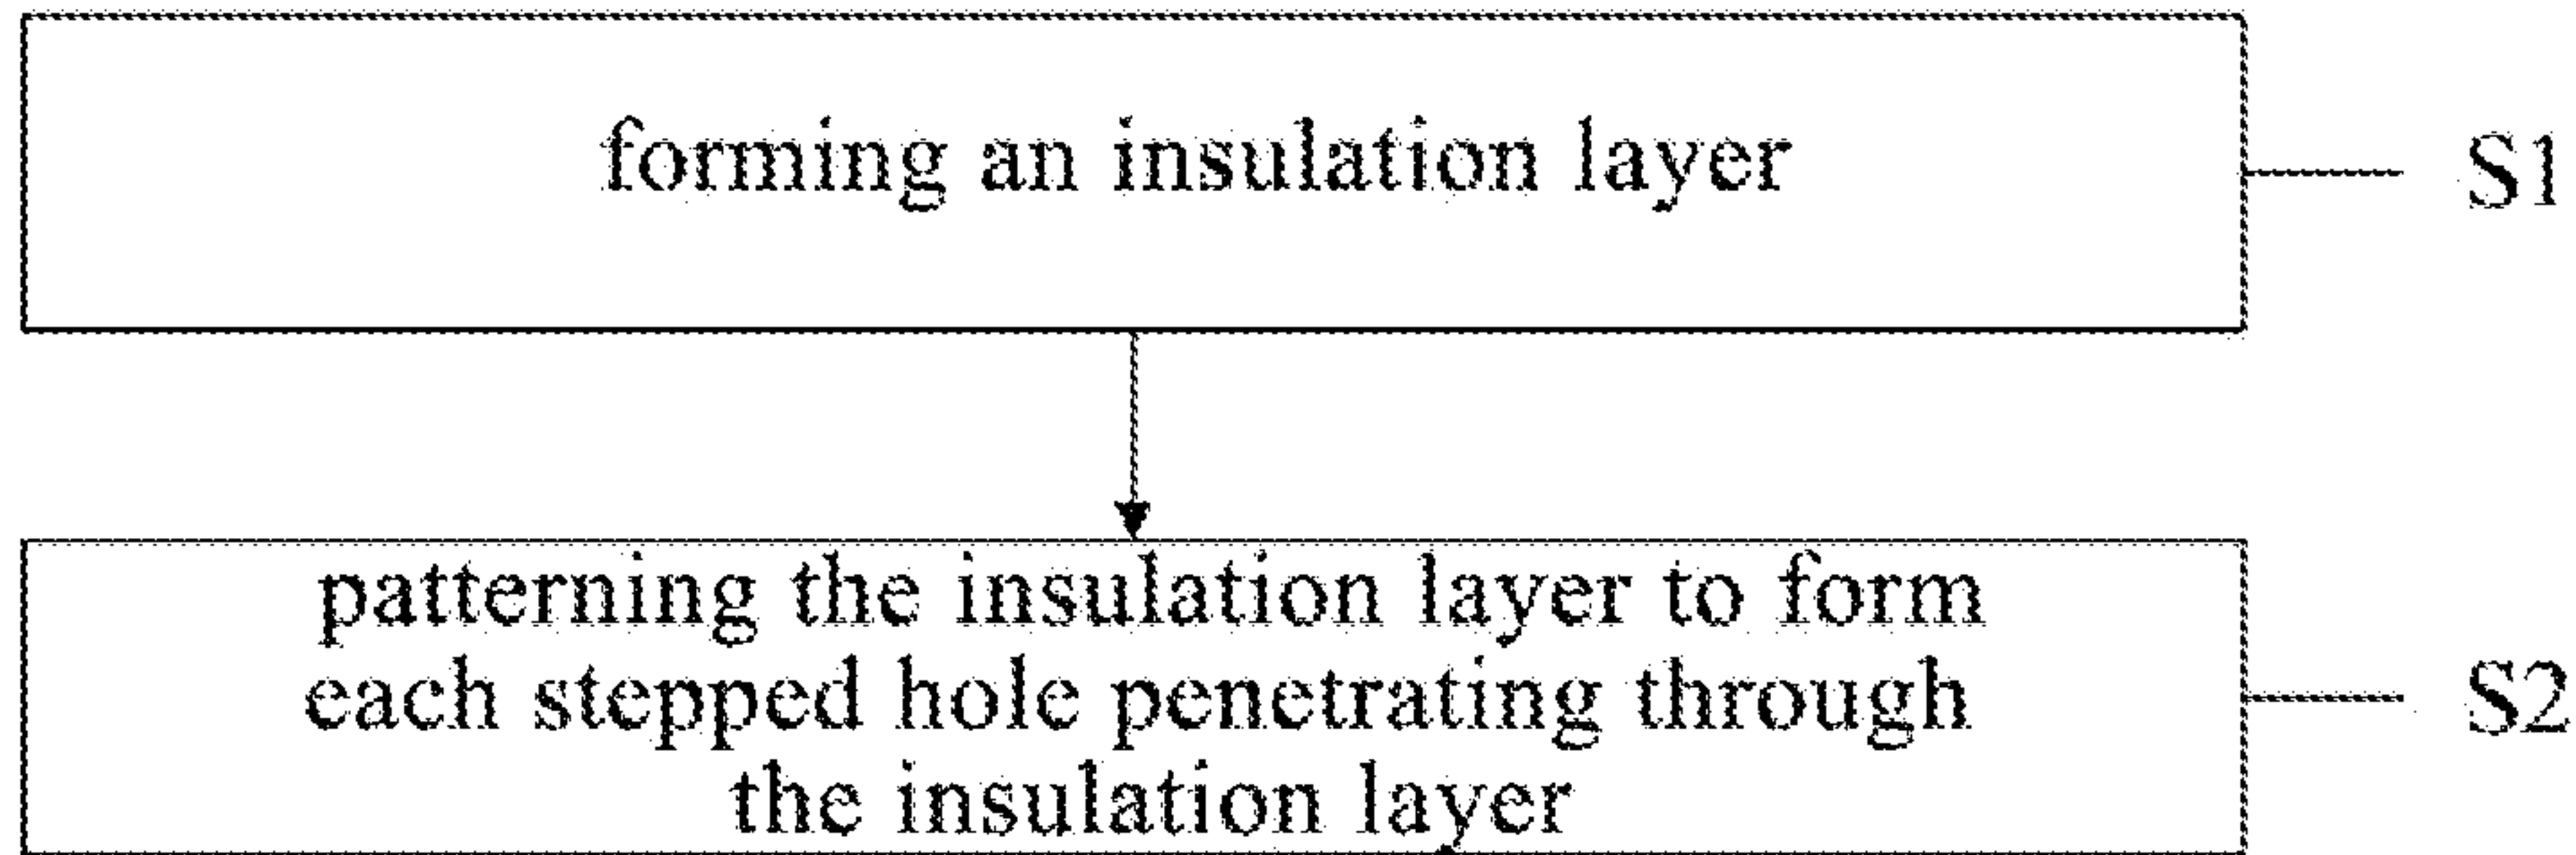 forming an insulation layer
S1
patterning the insulation layer to form
each stepped hole penetrating through
the insulation layer
S2